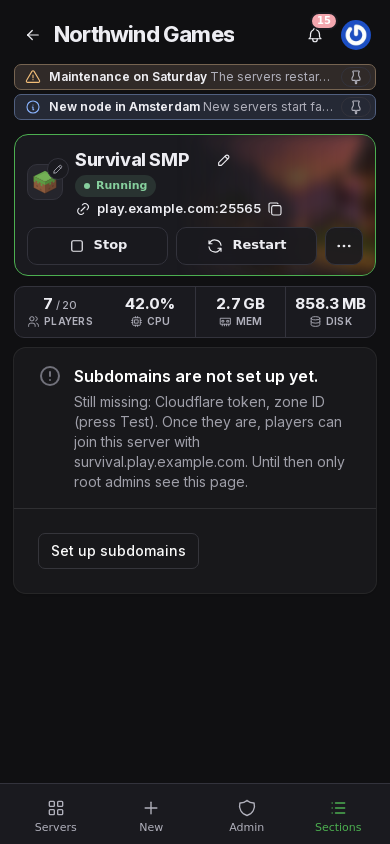 Northwind Games
15
Maintenance on Saturday The servers restar...
New node in Amsterdam New servers start fa...
Survival SMP
Running
play.example.com:25565
Stop
Restart
7 / 20
PLAYERS
42.0%
CPU
2.7 GB
MEM
858.3 MB
DISK
Subdomains are not set up yet.
Still missing: Cloudflare token, zone ID
(press Test). Once they are, players can
join this server with
survival.play.example.com. Until then only
root admins see this page.
Set up subdomains
Servers
New
Admin
Sections